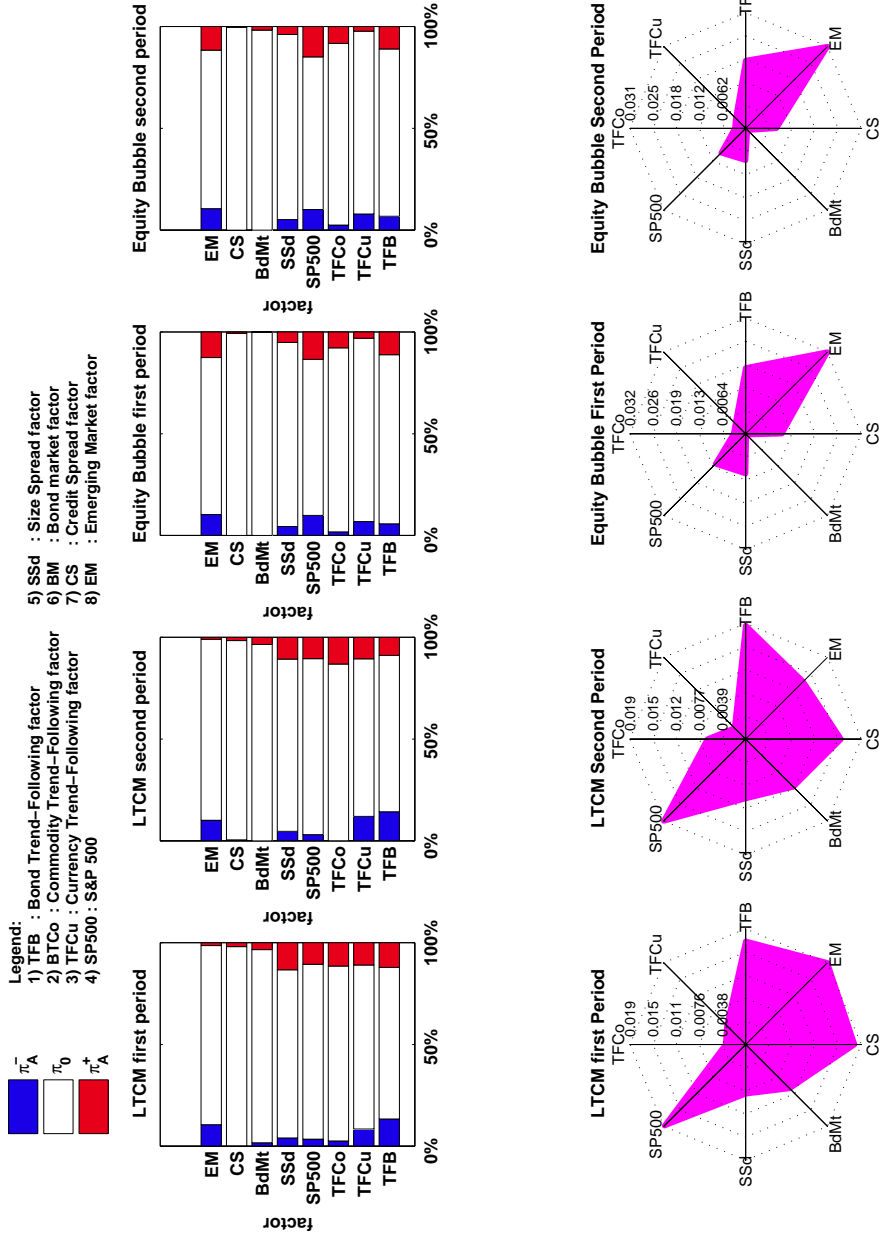 π_A^-
π_0
π_A^+
Legend:
1) TFB : Bond Trend−Following factor
2) BTCo : Commodity Trend−Following factor
3) TFCu : Currency Trend−Following factor
4) SP500 : S&P 500
5) SSd : Size Spread factor
6) BM : Bond market factor
7) CS : Credit Spread factor
8) EM : Emerging Market factor
LTCM first period
factor
EM
CS
BdMt
SSd
SP500
TFCo
TFCu
TFB
0% 50% 100%
LTCM second period
factor
EM
CS
BdMt
SSd
SP500
TFCo
TFCu
TFB
0% 50% 100%
Equity Bubble first period
factor
EM
CS
BdMt
SSd
SP500
TFCo
TFCu
TFB
0% 50% 100%
Equity Bubble second period
factor
EM
CS
BdMt
SSd
SP500
TFCo
TFCu
TFB
0% 50% 100%
LTCM first Period
TFCo
0.019
0.015
0.011
0.0076
0.0038
SP500
TFCu
SSd
TFB
BdMt
EM
CS
LTCM Second Period
TFCo
0.019
0.015
0.012
0.0077
0.0039
SP500
TFCu
SSd
TFB
BdMt
EM
CS
Equity Bubble First Period
TFCo
0.032
0.026
0.019
0.013
0.0064
SP500
TFCu
SSd
TFB
BdMt
EM
CS
Equity Bubble Second Period
TFCo
0.031
0.025
0.018
0.012
0.0062
SP500
TFCu
SSd
BdMt
EM
CS